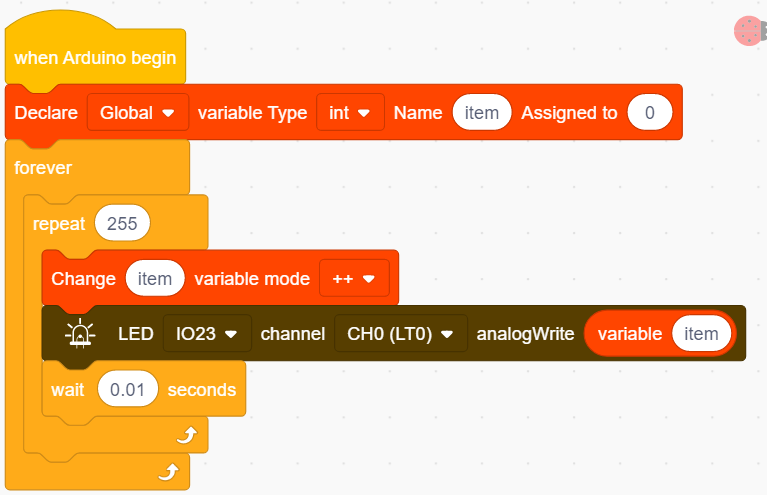 when Arduino begin
Declare Global variable Type int Name item Assigned to 0
forever
repeat 255
Change item variable mode ++
LED IO23 channel CH0 (LT0) analogWrite variable item
wait 0.01 seconds